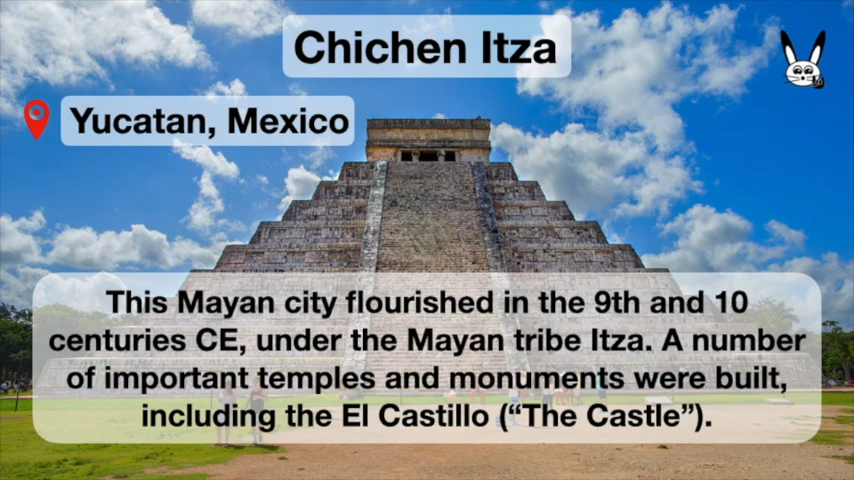 Chichen Itza
Yucatan, Mexico
This Mayan city flourished in the 9th and 10
centuries CE, under the Mayan tribe Itza. A number
of important temples and monuments were built,
including the El Castillo (“The Castle”).